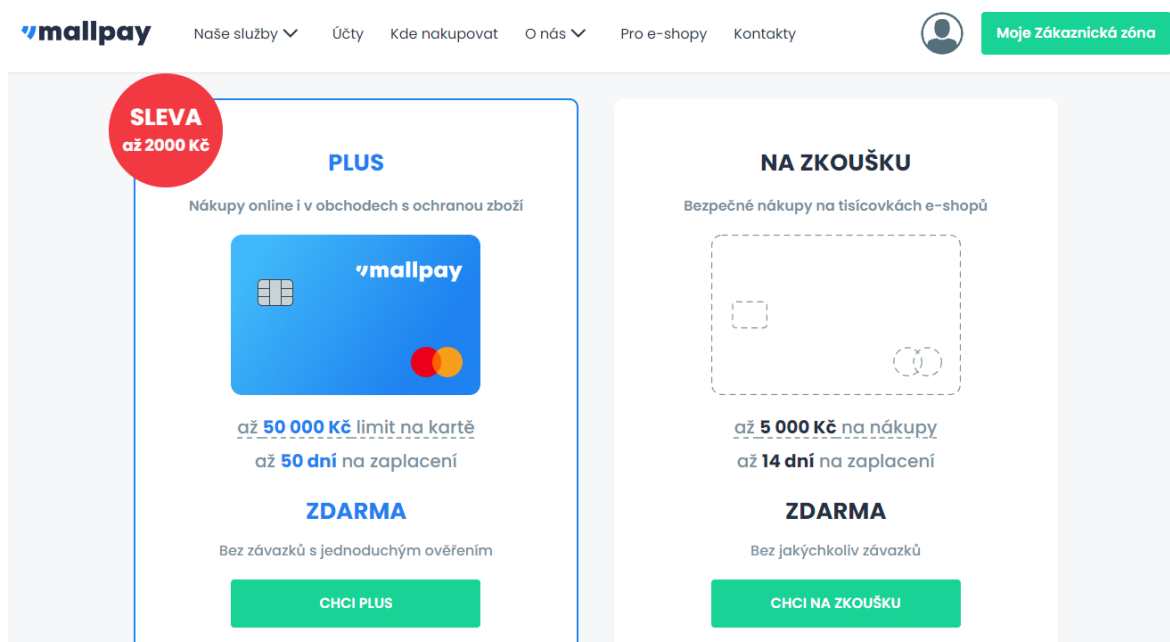 mallpay
Naše služby
Účty
Kde nakupovat
O nás
Pro e-shopy
Kontakty
Moje Zákaznická zóna
SLEVA
až 2000 Kč
PLUS
Nákupy online i v obchodech s ochranou zboží
mallpay
až 50 000 Kč limit na kartě
až 50 dní na zaplacení
ZDARMA
Bez závazků s jednoduchým ověřením
CHCI PLUS
NA ZKOUŠKU
Bezpečné nákupy na tisícovkách e-shopů
až 5 000 Kč na nákupy
až 14 dní na zaplacení
ZDARMA
Bez jakýchkoliv závazků
CHCI NA ZKOUŠKU